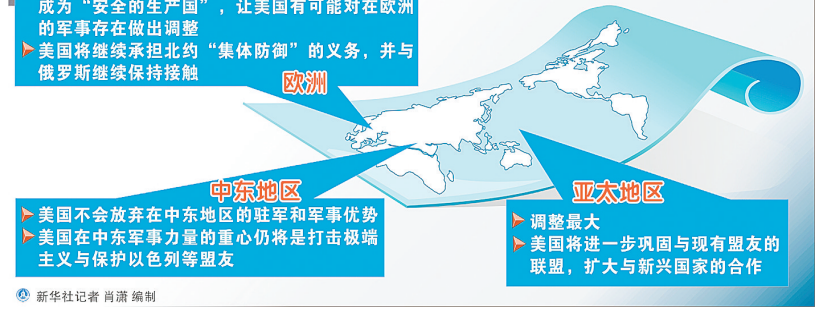 成为“安全的生产国”，让美国有可能对在欧洲
的军事存在做出调整
美国将继续承担北约“集体防御”的义务，并与
俄罗斯继续保持接触
欧洲
中东地区
美国不会放弃在中东地区的驻军和军事优势
美国在中东军事力量的重心仍将是打击极端
主义与保护以色列等盟友
亚太地区
调整最大
美国将进一步巩固与现有盟友的
联盟，扩大与新兴国家的合作
新华社记者 肖潇 编制